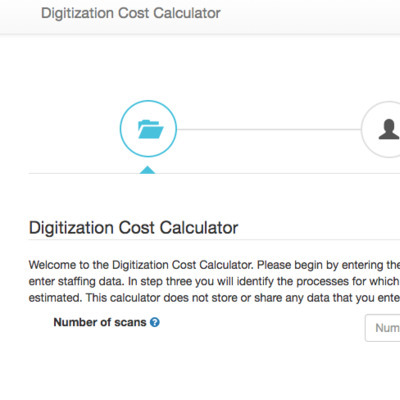 Digitization Cost Calculator
Digitization Cost Calculator
Welcome to the Digitization Cost Calculator. Please begin by entering the
enter staffing data. In step three you will identify the processes for which
estimated. This calculator does not store or share any data that you ente
Number of scans ?
Num